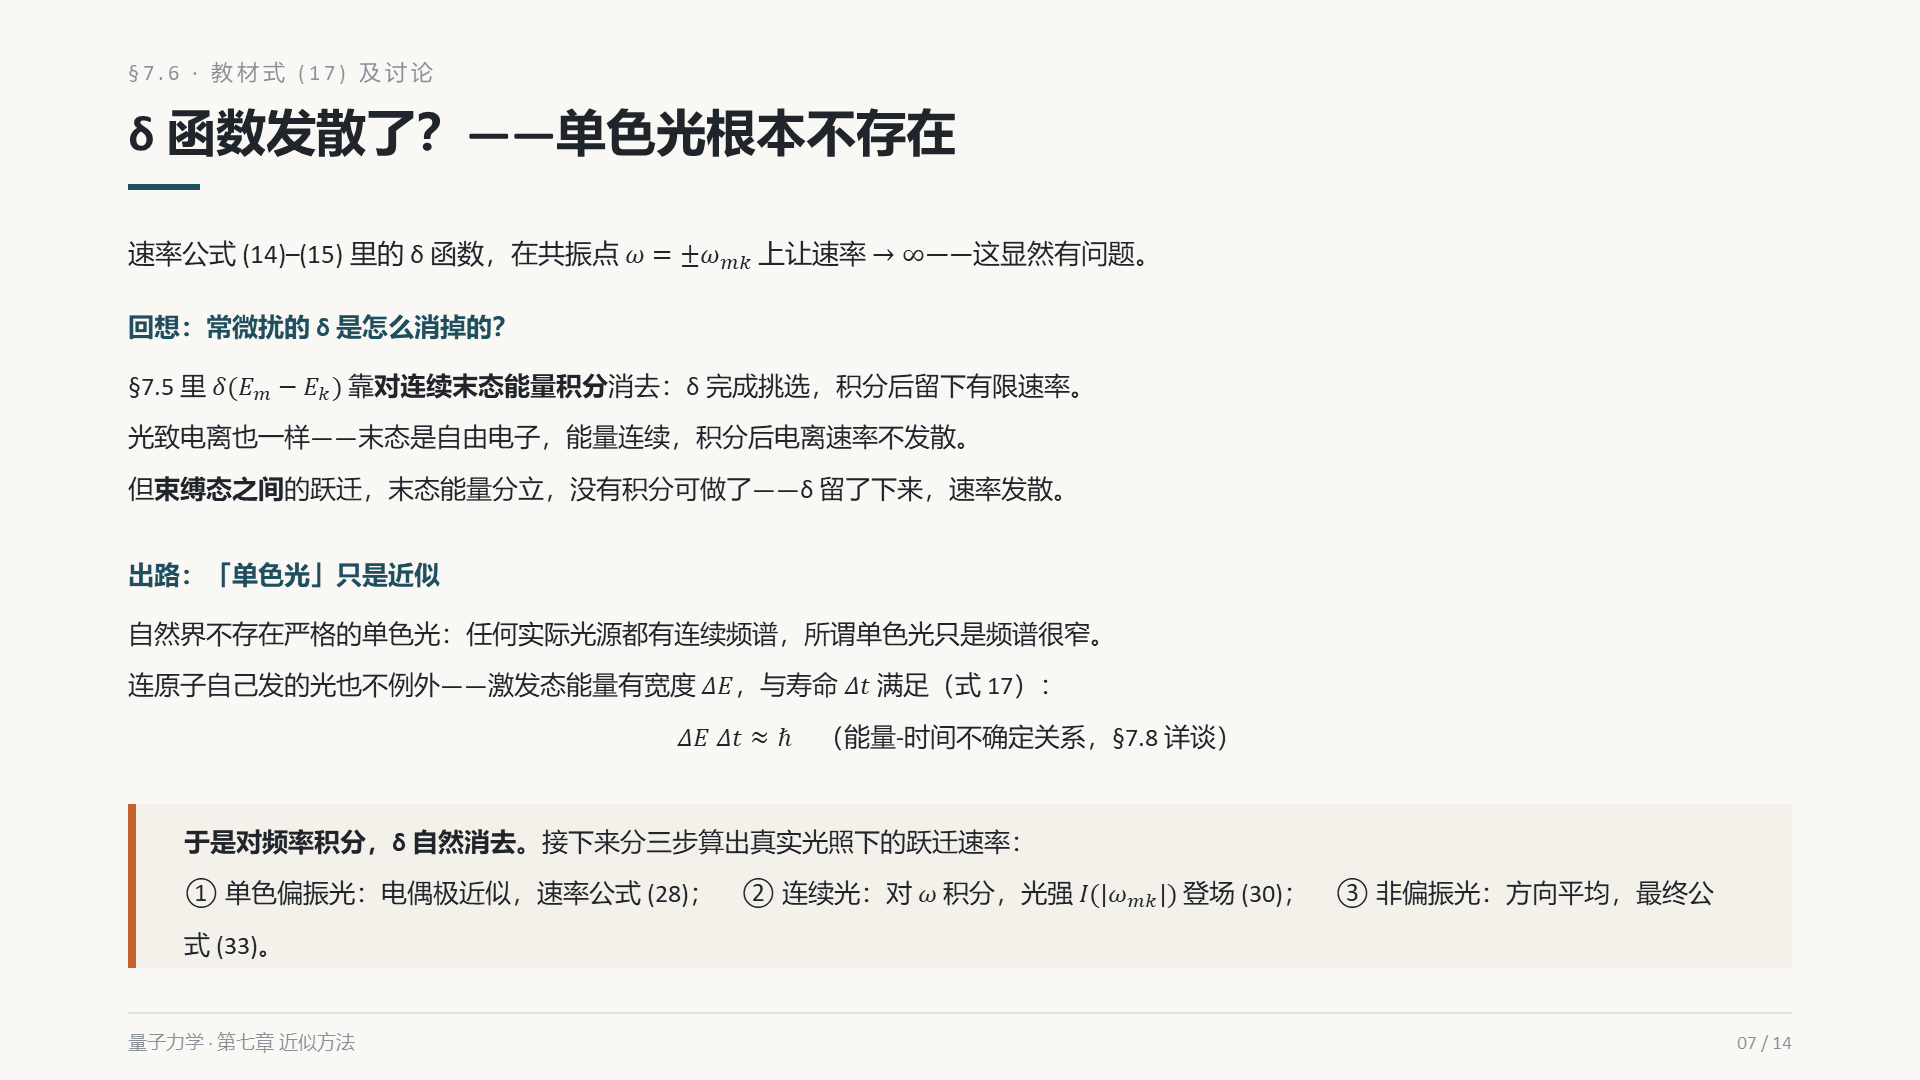 §7.6 · 教材式 (17) 及讨论
δ 函数发散了？——单色光根本不存在
速率公式 (14)–(15) 里的 δ 函数，在共振点 ω = ±ω_{mk} 上让速率 → ∞——这显然有问题。
回想：常微扰的 δ 是怎么消掉的？
§7.5 里 δ(E_m − E_k) 靠对连续末态能量积分消去：δ 完成挑选，积分后留下有限速率。
光致电离也一样——末态是自由电子，能量连续，积分后电离速率不发散。
但束缚态之间的跃迁，末态能量分立，没有积分可做了——δ 留了下来，速率发散。
出路：「单色光」只是近似
自然界不存在严格的单色光：任何实际光源都有连续频谱，所谓单色光只是频谱很窄。
连原子自己发的光也不例外——激发态能量有宽度 ΔE，与寿命 Δt 满足（式 17）：
ΔE Δt ≈ ℏ （能量-时间不确定关系，§7.8 详谈）
于是对频率积分，δ 自然消去。接下来分三步算出真实光照下的跃迁速率：
① 单色偏振光：电偶极近似，速率公式 (28)； ② 连续光：对 ω 积分，光强 I(|ω_{mk}|) 登场 (30)； ③ 非偏振光：方向平均，最终公
式 (33)。
量子力学 · 第七章 近似方法
07 / 14